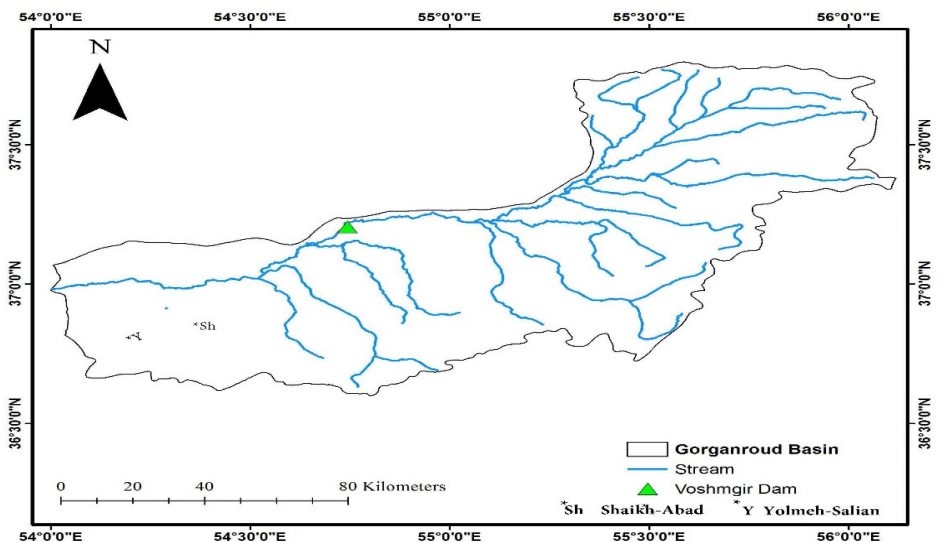 54°0'0"E 54°30'0"E 55°0'0"E 55°30'0"E 56°0'0"E
N
37°30'0"N 37°30'0"N
37°0'0"N 37°0'0"N
Sh
Y
36°30'0"N 36°30'0"N
Gorganroud Basin
Stream
0 20 40 80 Kilometers
Voshmgir Dam
*Sh Shaikh-Abad *Y Yolmeh-Salian
54°0'0"E 54°30'0"E 55°0'0"E 55°30'0"E 56°0'0"E